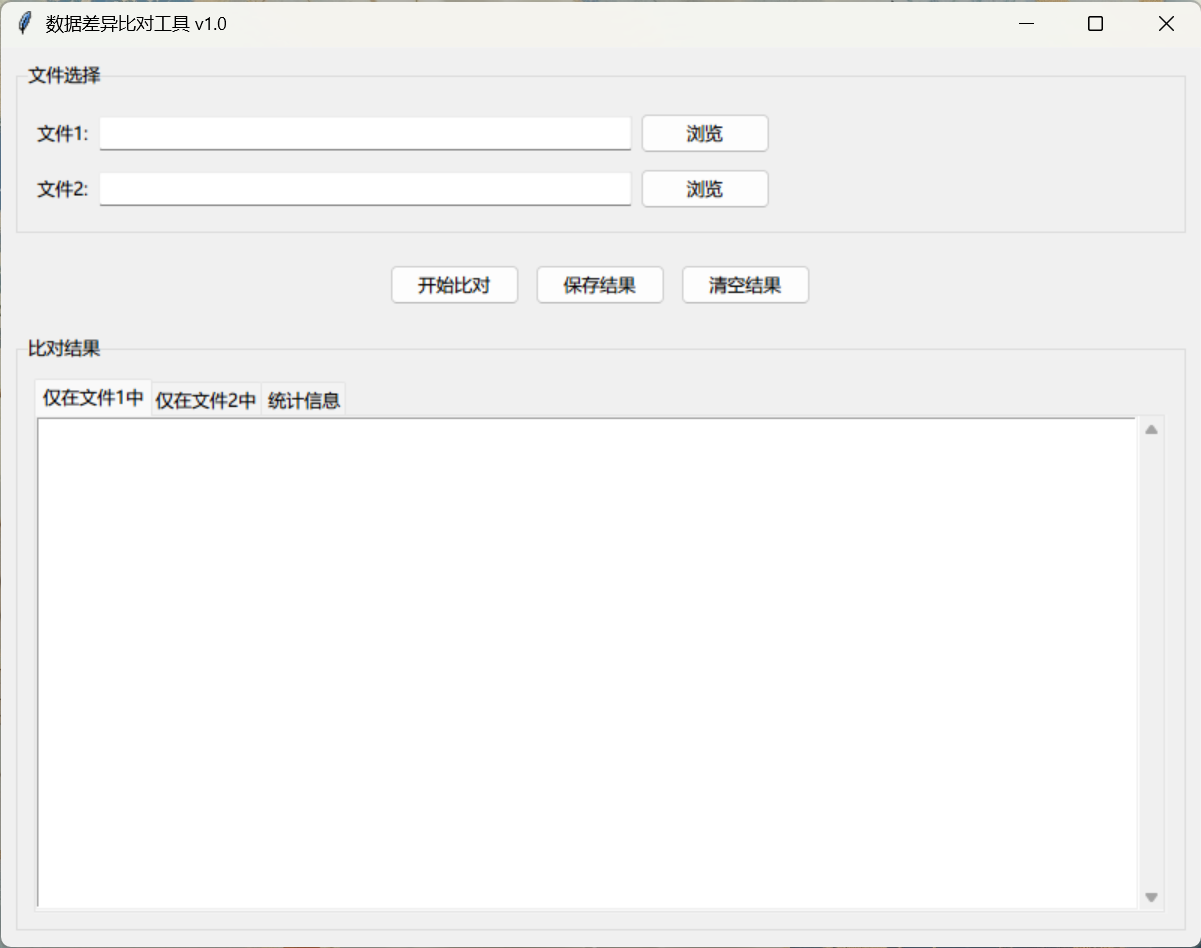 数据差异比对工具 v1.0
文件选择
文件1: 浏览
文件2: 浏览
开始比对 保存结果 清空结果
比对结果
仅在文件1中 仅在文件2中 统计信息